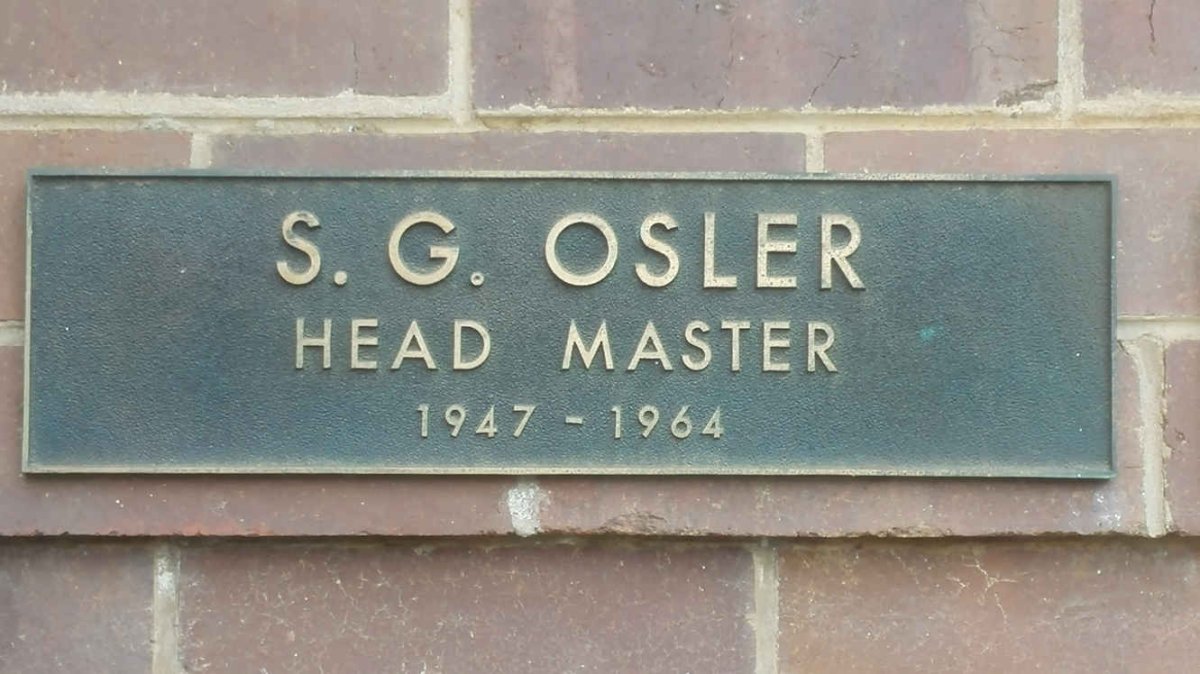 S. G. OSLER
HEAD MASTER
1947 - 1964